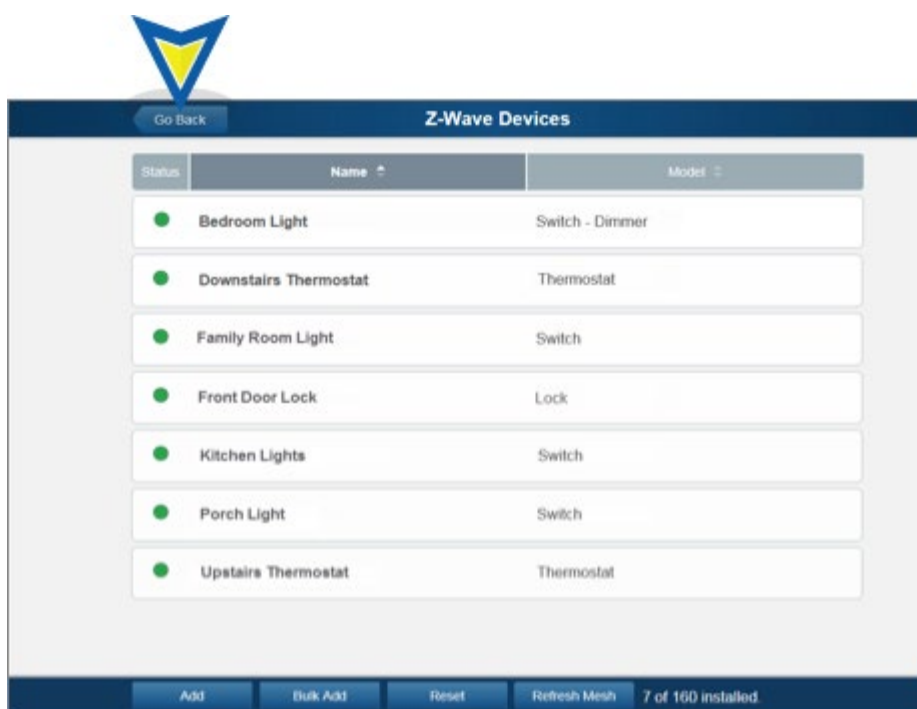 Go Back Z-Wave Devices
Status Name Model
Bedroom Light Switch - Dimmer
Downstairs Thermostat Thermostat
Family Room Light Switch
Front Door Lock Lock
Kitchen Lights Switch
Porch Light Switch
Upstairs Thermostat Thermostat
Add Bulk Add Reset Refresh Mesh 7 of 160 installed.